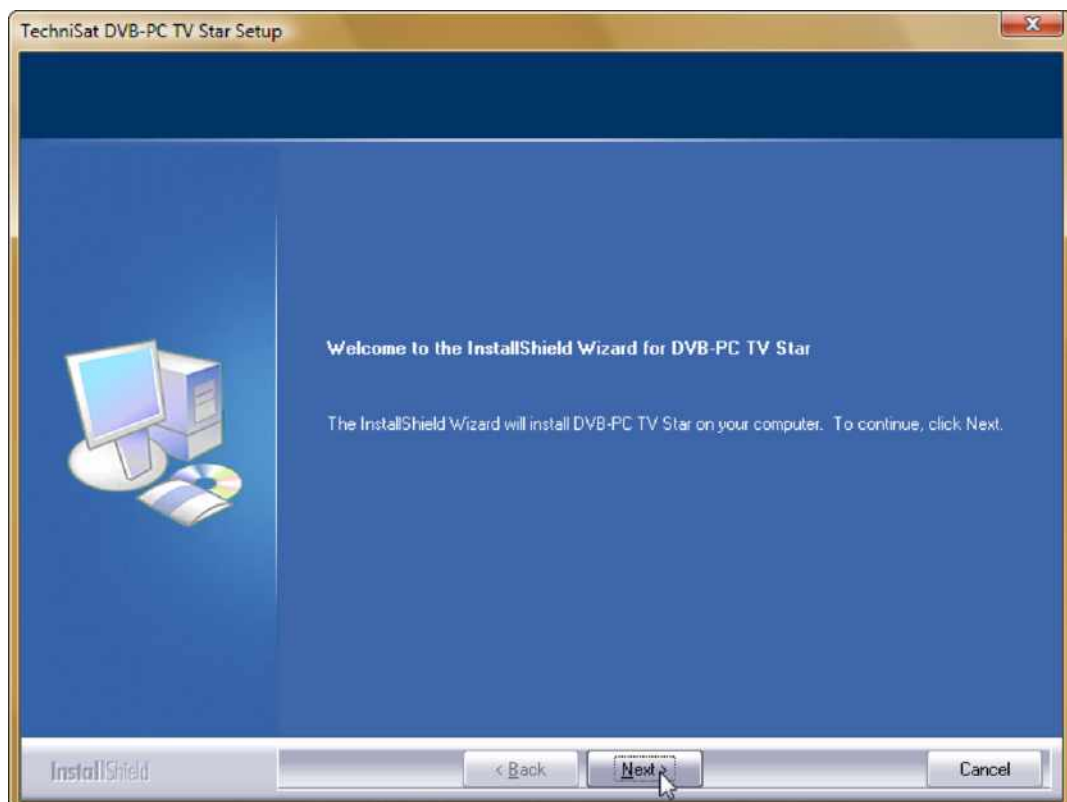 TechniSat DVB-PC TV Star Setup
Welcome to the InstallShield Wizard for DVB-PC TV Star
The InstallShield Wizard will install DVB-PC TV Star on your computer. To continue, click Next.
InstallShield
< Back
Next >
Cancel